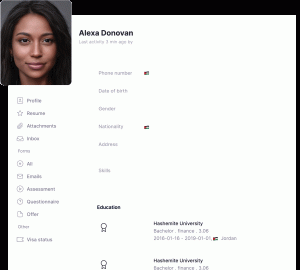 Alexa Donovan
Last activity 2 min ago by
Phone number
Date of birth
Gender
Nationality
Address
Skills
Profile
Resume
Attachments
Inbox
Forms
All
Emails
Assessment
Questionnaire
Offer
Other
Visa-status
Education
Hashemite University
Bachelor . finance . 3.06
2016-01-16 - 2019-01-01, Jordan
Hashemite University
Bachelor . finance . 3.06